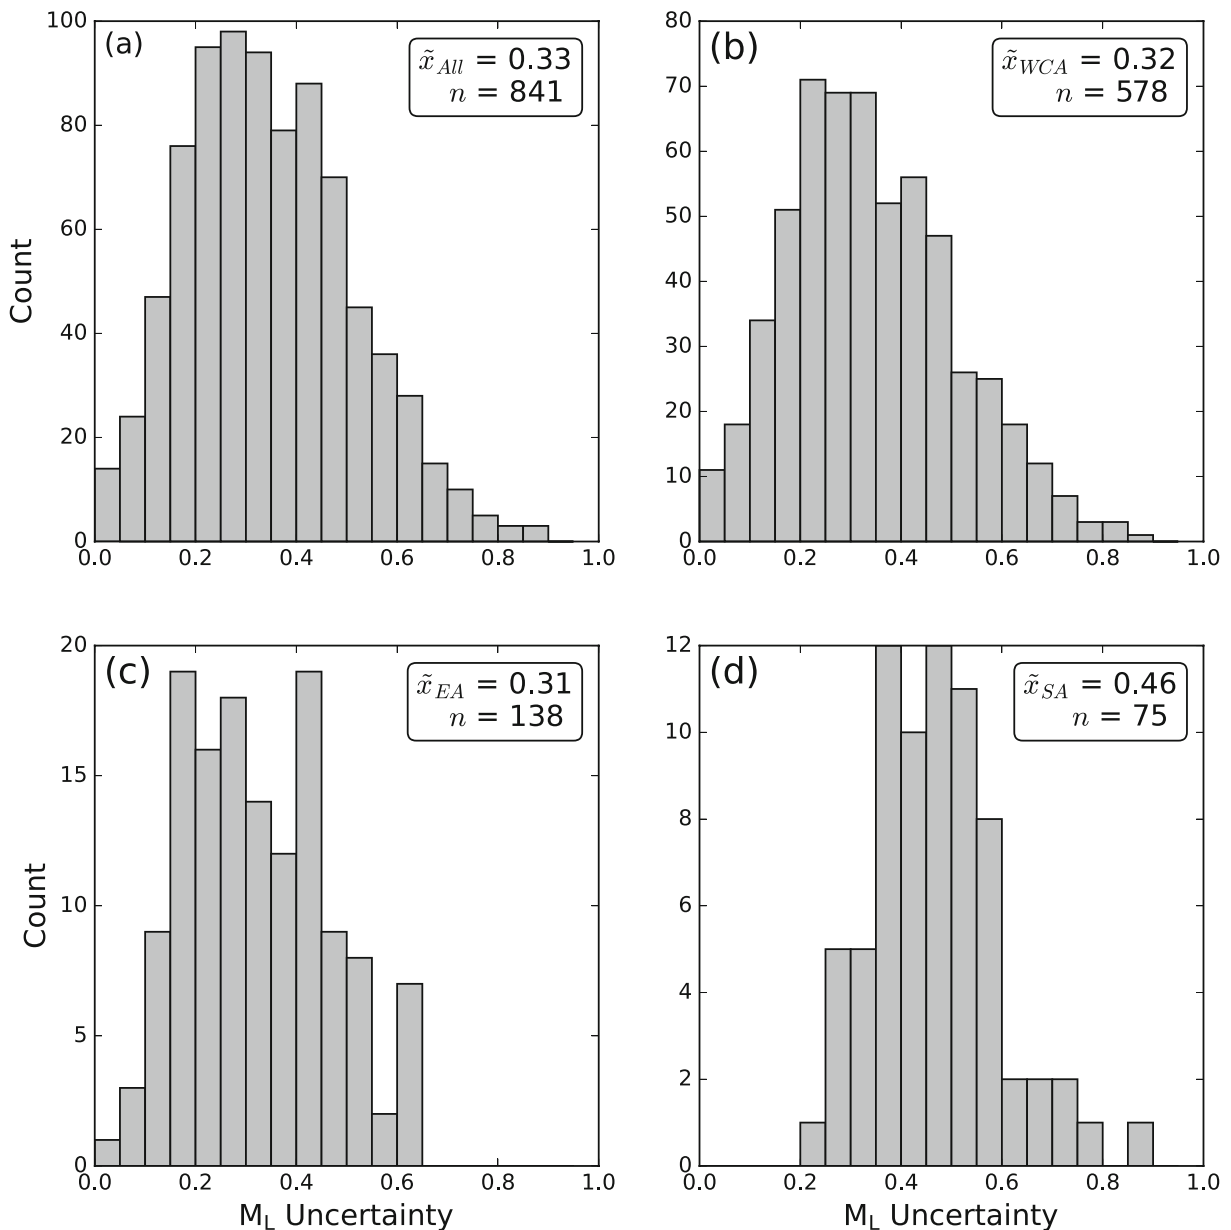 (a)
x̃All = 0.33
n = 841
100
80
60
40
20
0
Count
0.0 0.2 0.4 0.6 0.8 1.0
(b)
x̃WCA = 0.32
n = 578
80
70
60
50
40
30
20
10
0
0.0 0.2 0.4 0.6 0.8 1.0
(c)
x̃EA = 0.31
n = 138
20
15
10
5
0
Count
0.0 0.2 0.4 0.6 0.8 1.0
ML Uncertainty
(d)
x̃SA = 0.46
n = 75
12
10
8
6
4
2
0
0.0 0.2 0.4 0.6 0.8 1.0
ML Uncertainty